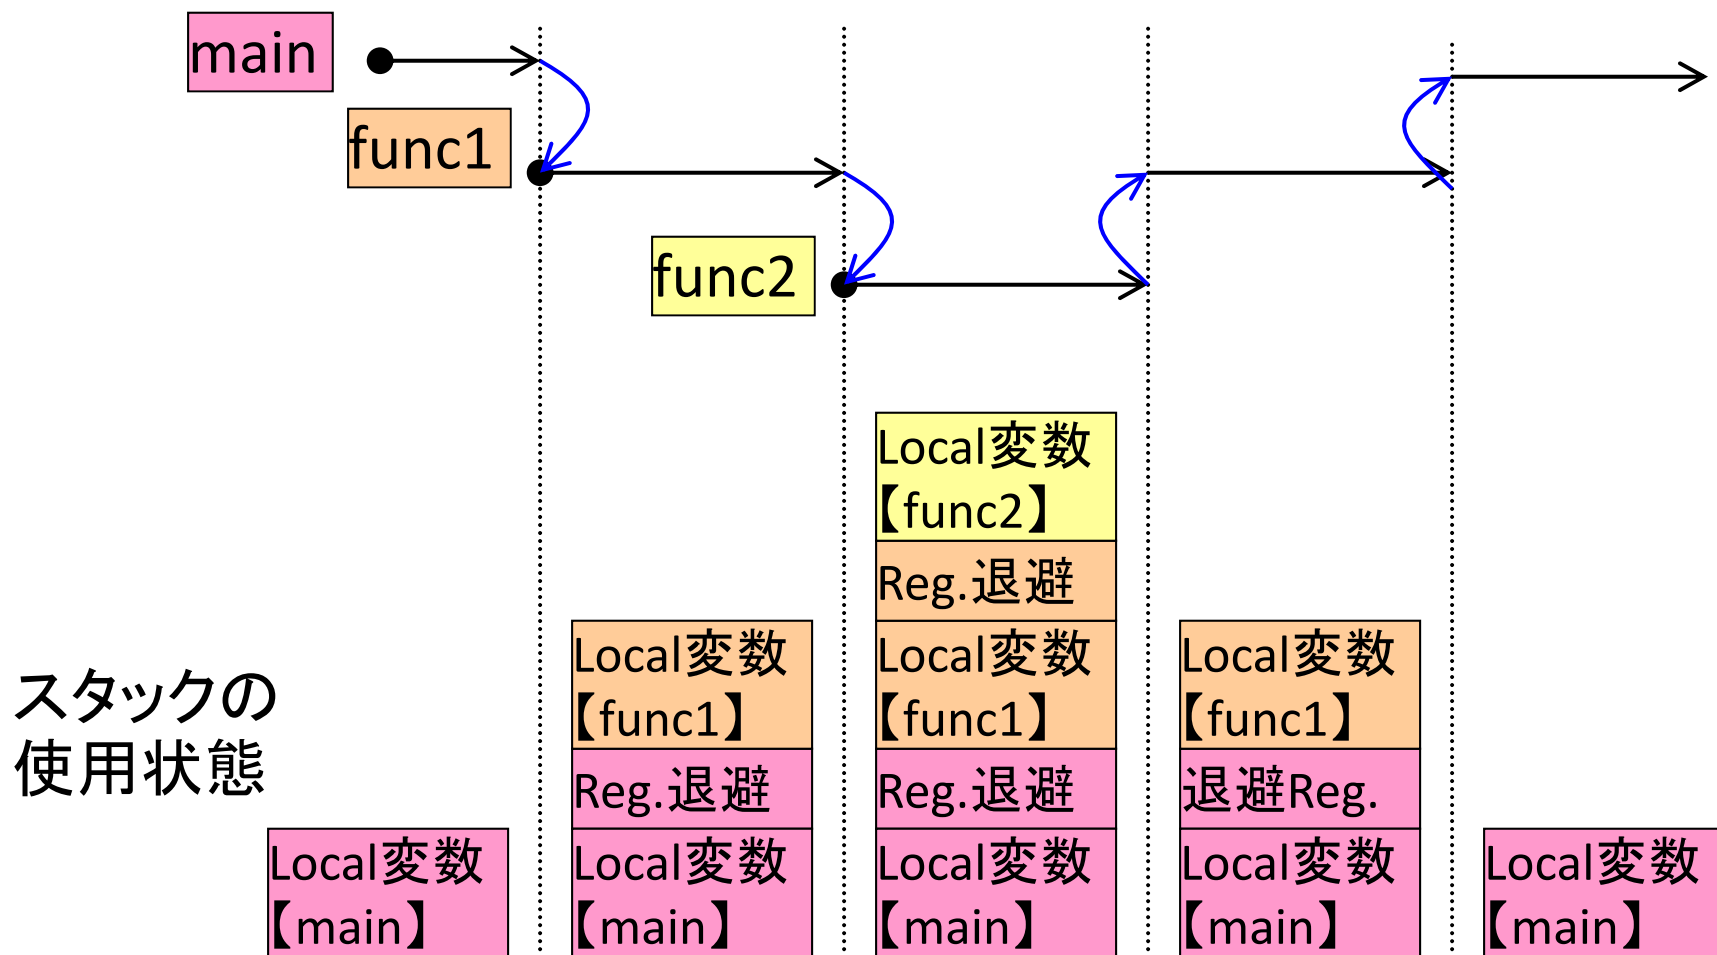 main
func1
func2
スタックの
使用状態
Local変数
【main】
Local変数
【func1】
Reg.退避
Local変数
【main】
Local変数
【func2】
Reg.退避
Local変数
【func1】
Reg.退避
Local変数
【main】
Local変数
【func1】
退避Reg.
Local変数
【main】
Local変数
【main】